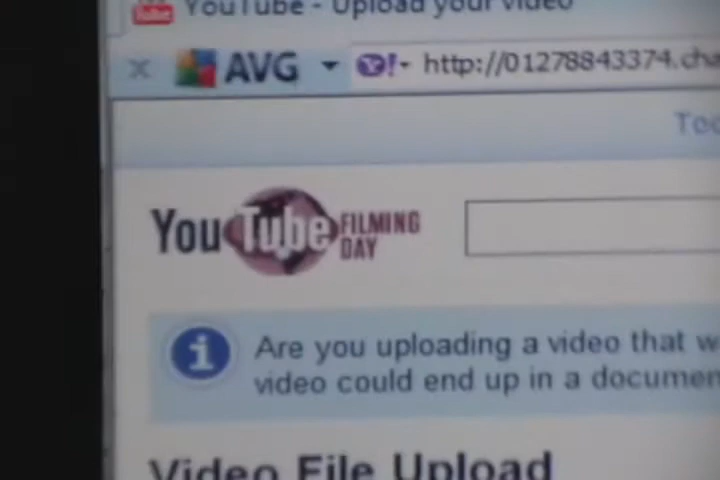 YouTube - Upload your video
x AVG Y! http://01278843374.cha
Too
YouTube FILMING DAY
i Are you uploading a video that w
video could end up in a documen
Video File Upload